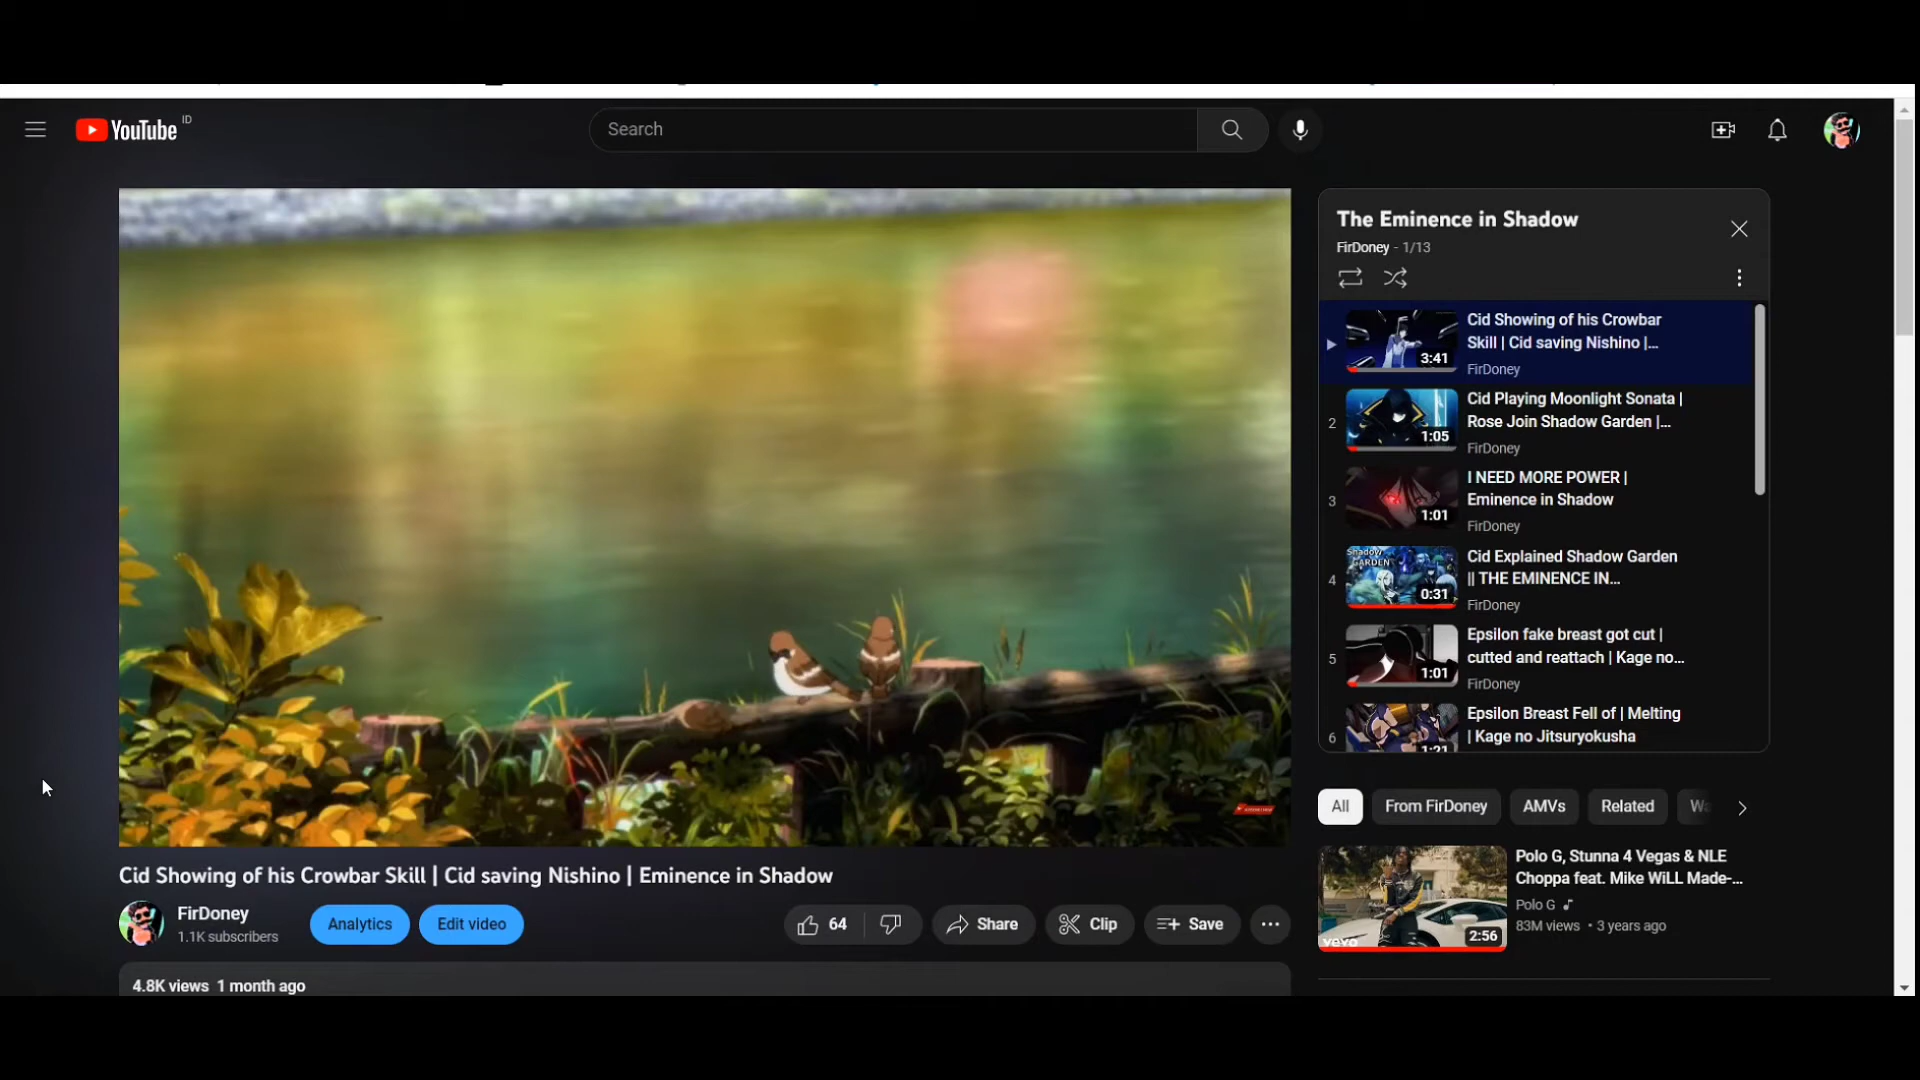 YouTube ID
Search
The Eminence in Shadow
FirDoney - 1/13
Cid Showing of his Crowbar
Skill | Cid saving Nishino |...
3:41
FirDoney
2
Cid Playing Moonlight Sonata |
Rose Join Shadow Garden |...
1:05
FirDoney
3
I NEED MORE POWER |
Eminence in Shadow
1:01
FirDoney
4
Shadow
GARDEN
Cid Explained Shadow Garden
|| THE EMINENCE IN...
0:31
FirDoney
5
Epsilon fake breast got cut |
cutted and reattach | Kage no...
1:01
FirDoney
6
Epsilon Breast Fell of | Melting
| Kage no Jitsuryokusha
1:21
All
From FirDoney
AMVs
Related
Polo G, Stunna 4 Vegas & NLE
Choppa feat. Mike WiLL Made-...
Polo G
83M views • 3 years ago
vevo
2:56
Cid Showing of his Crowbar Skill | Cid saving Nishino | Eminence in Shadow
FirDoney
1.1K subscribers
Analytics
Edit video
64
Share
Clip
Save
4.8K views 1 month ago